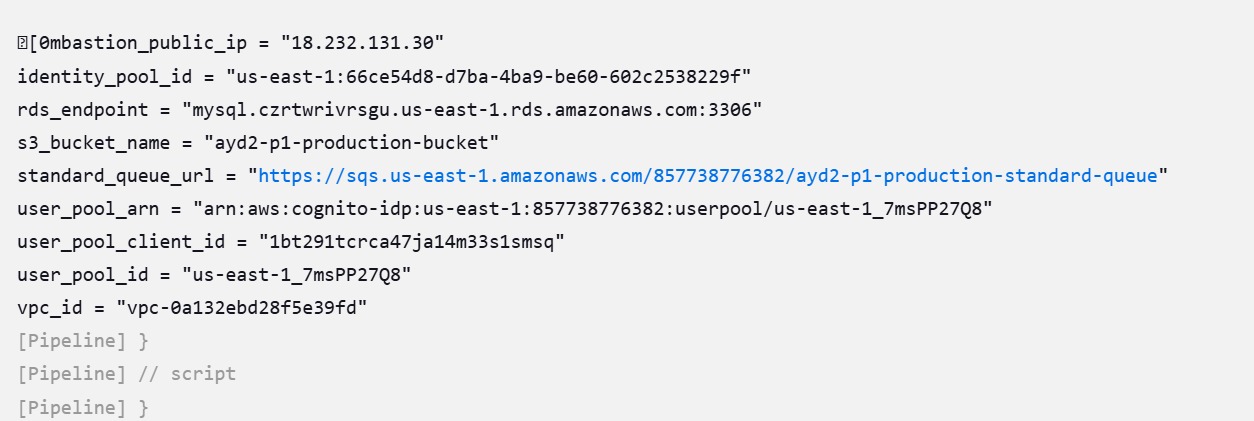 [0mbastion_public_ip = "18.232.131.30"
identity_pool_id = "us-east-1:66ce54d8-d7ba-4ba9-be60-602c2538229f"
rds_endpoint = "mysql.czrtwrivrsgu.us-east-1.rds.amazonaws.com:3306"
s3_bucket_name = "ayd2-p1-production-bucket"
standard_queue_url = "https://sqs.us-east-1.amazonaws.com/857738776382/ayd2-p1-production-standard-queue"
user_pool_arn = "arn:aws:cognito-idp:us-east-1:857738776382:userpool/us-east-1_7msPP27Q8"
user_pool_client_id = "1bt291tcrca47ja14m33s1smsq"
user_pool_id = "us-east-1_7msPP27Q8"
vpc_id = "vpc-0a132ebd28f5e39fd"
[Pipeline] }
[Pipeline] // script
[Pipeline] }